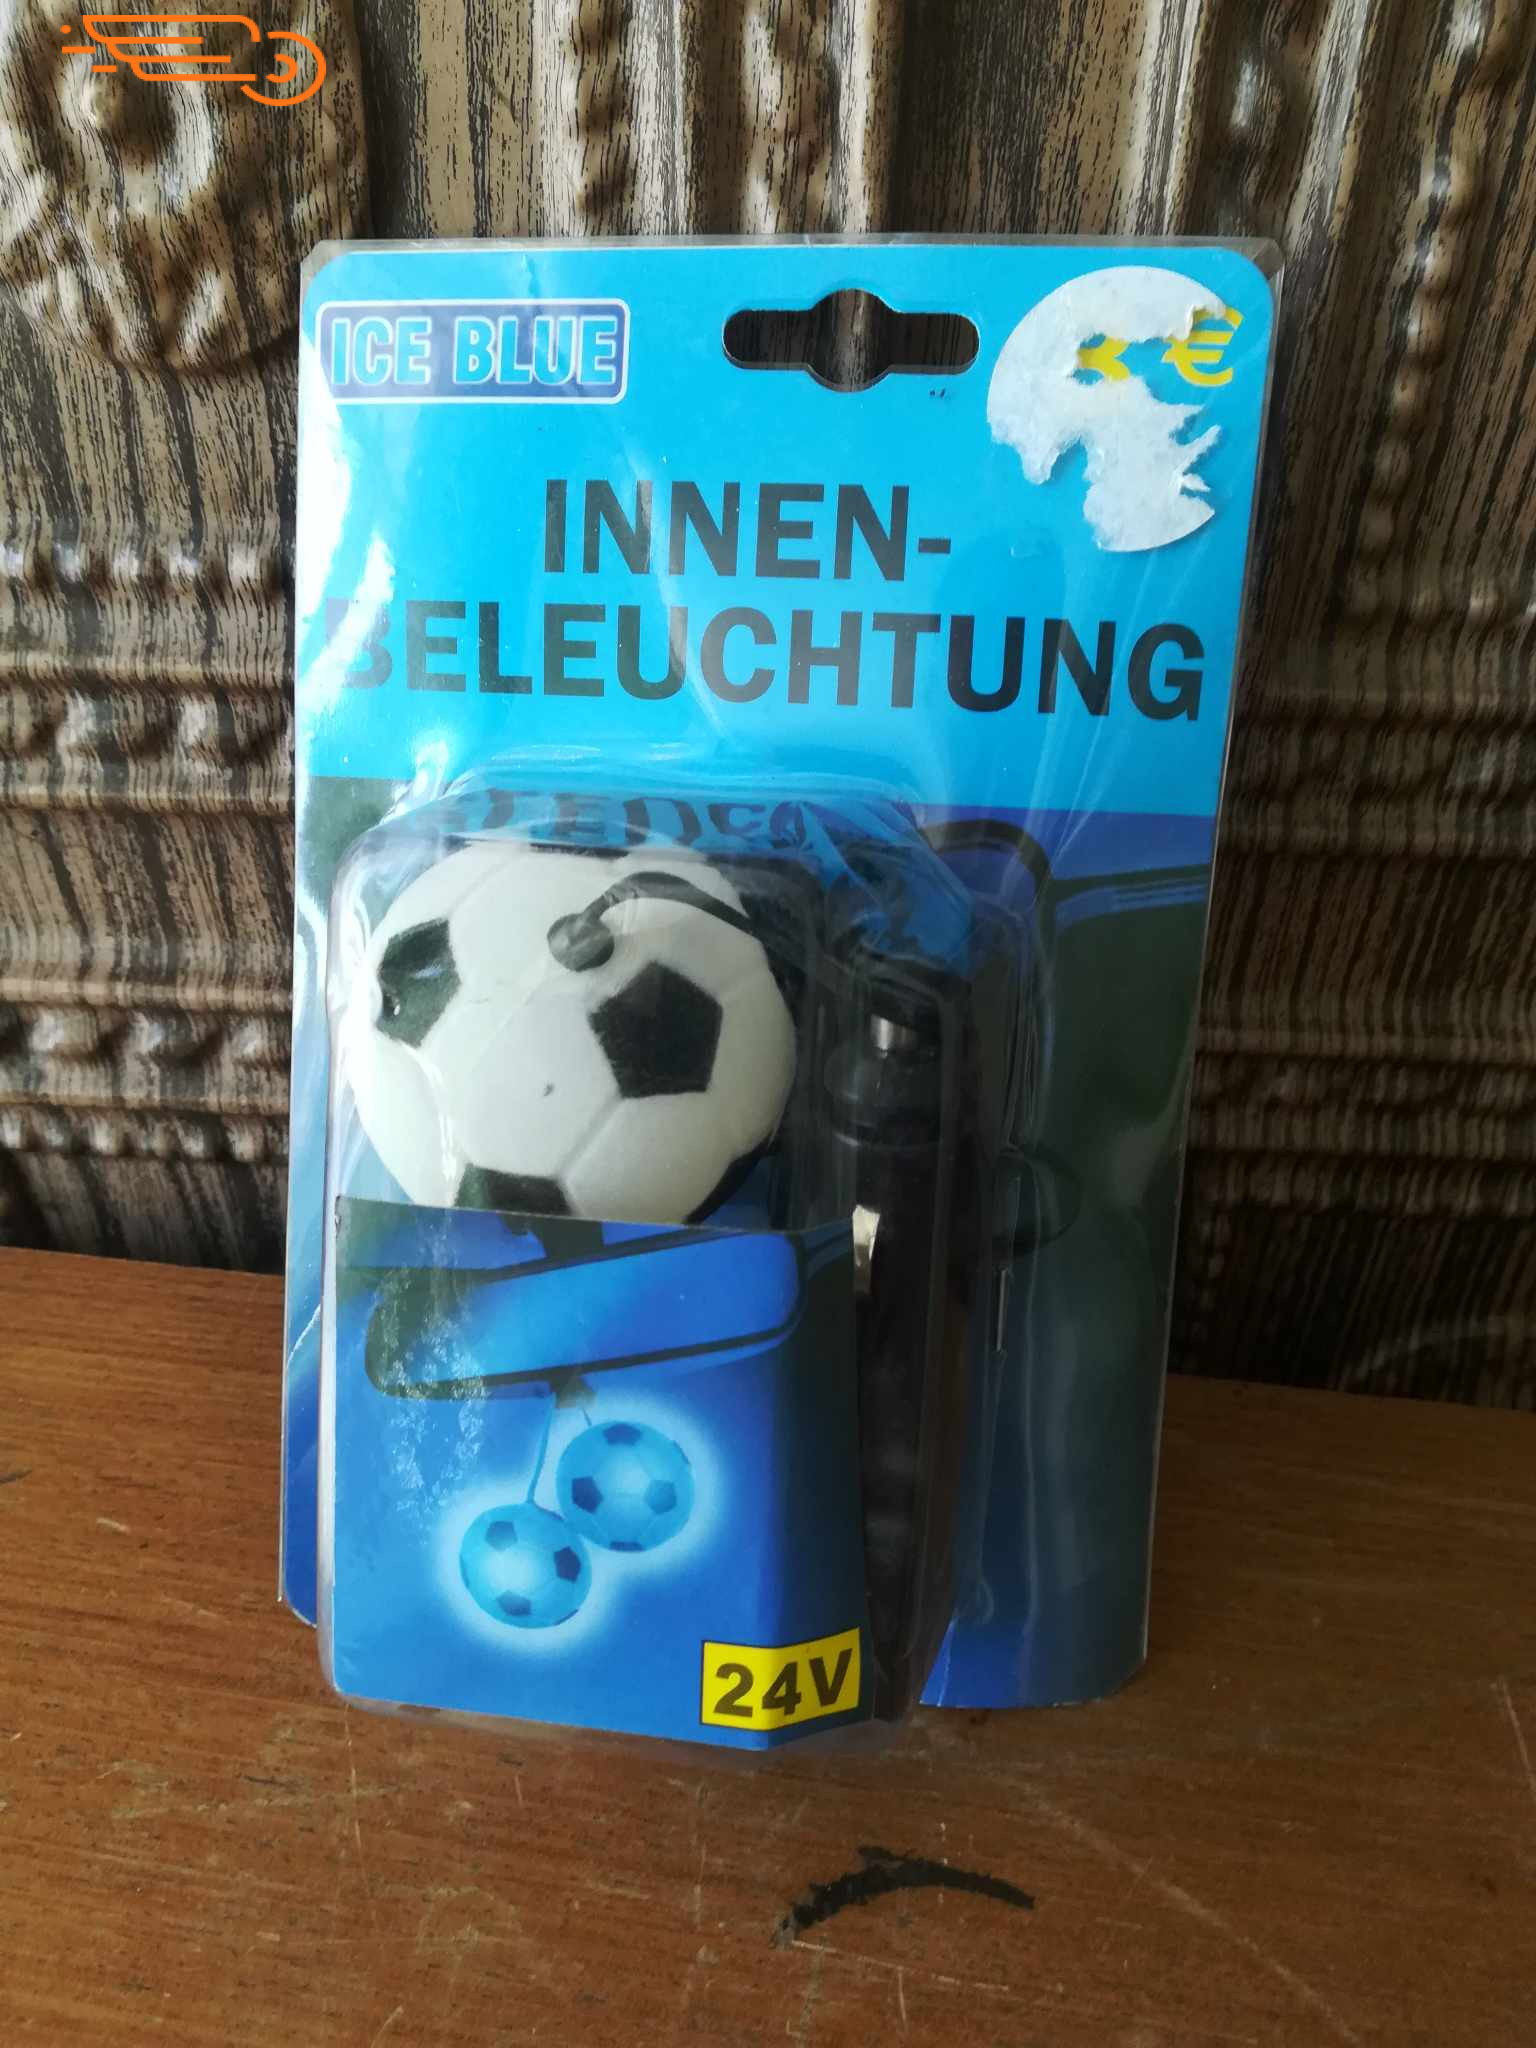 ICE BLUE
€
INNEN-
BELEUCHTUNG
24V